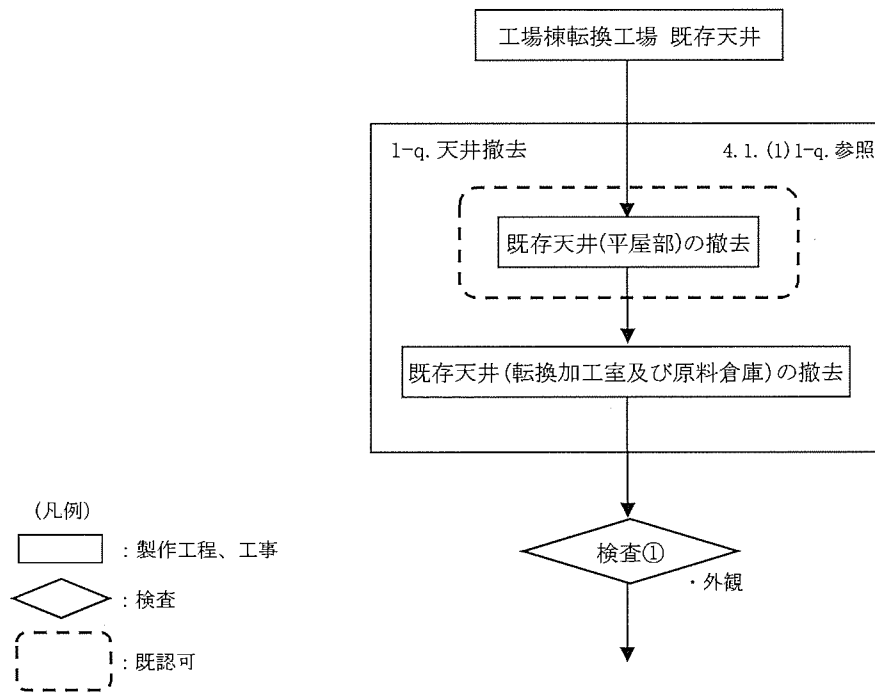 工場棟転換工場 既存天井
1-q. 天井撤去
4.1.(1)1-q. 参照
既存天井(平屋部)の撤去
既存天井(転換加工室及び原料倉庫)の撤去
検査①
・外観
(凡例)
：製作工程、工事
：検査
：既認可